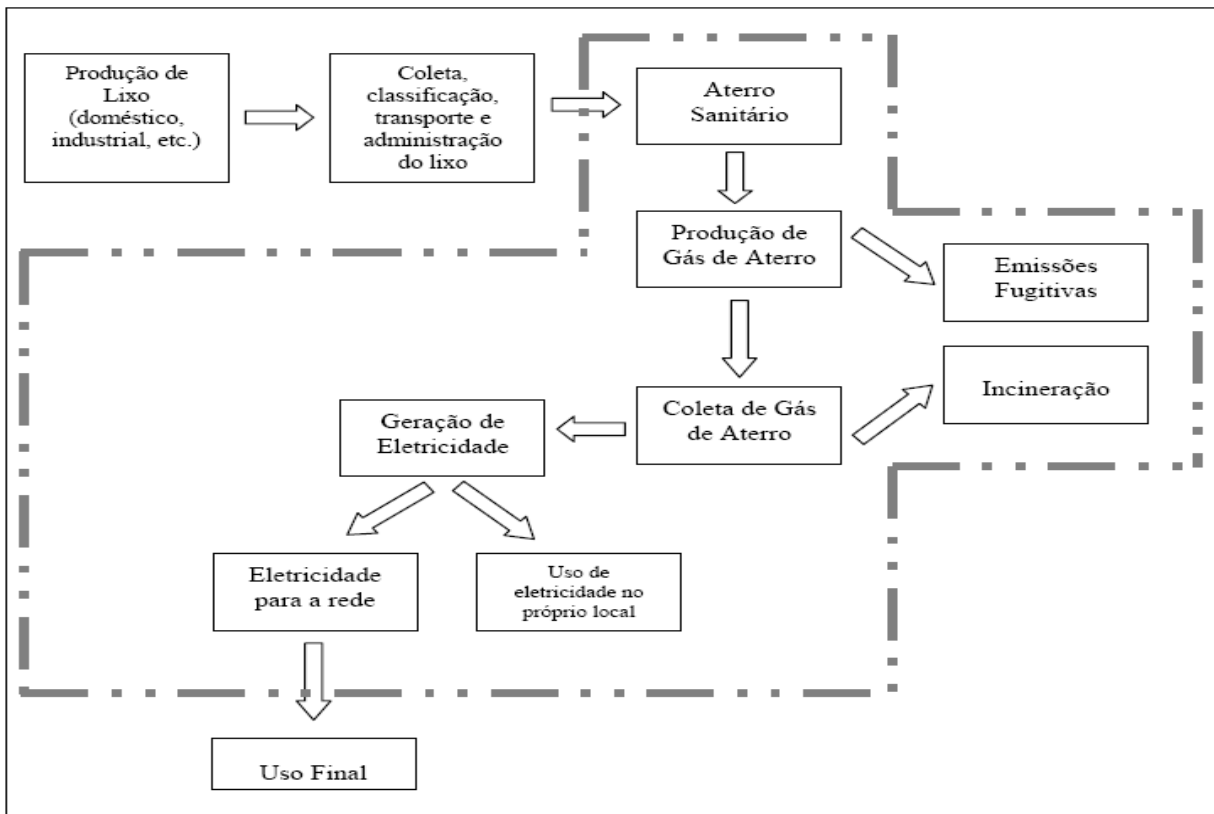 Produção de
Lixo
(doméstico,
industrial, etc.)
Coleta,
classificação,
transporte e
administração
do lixo
Aterro
Sanitário
Produção de
Gás de Aterro
Emissões
Fugitivas
Incineração
Coleta de Gás
de Aterro
Geração de
Eletricidade
Eletricidade
para a rede
Uso de
eletricidade no
próprio local
Uso Final